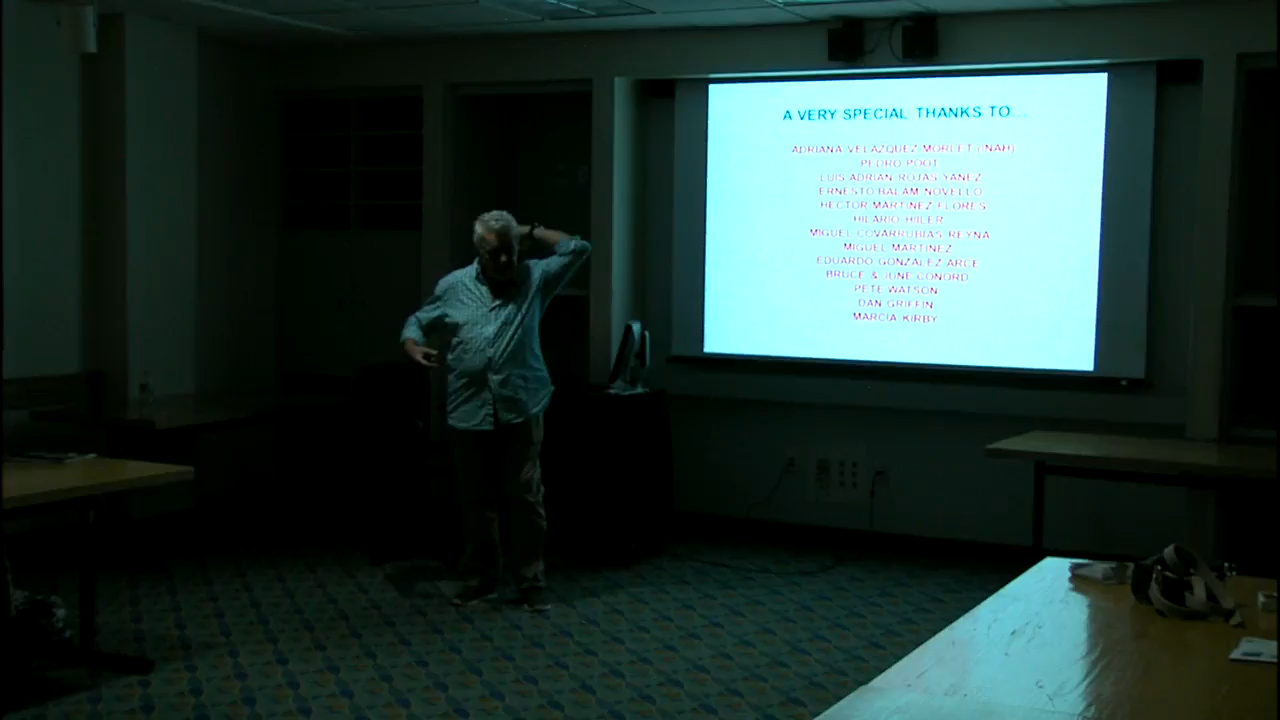 A VERY SPECIAL THANKS TO...
ADRIANA VELAZQUEZ MORLET (INAH)
PEDRO POOT
LUIS ADRIAN ROJAS YANEZ
ERNESTO BALAM NOVELLO
HECTOR MARTINEZ FLORES
HILARIO HIILER
MIGUEL COVARRUBIAS REYNA
MIGUEL MARTINEZ
EDUARDO GONZALEZ ARCE
BRUCE & JUNE CONORD
PETE WATSON
DAN GRIFFIN
MARCIA KIRBY